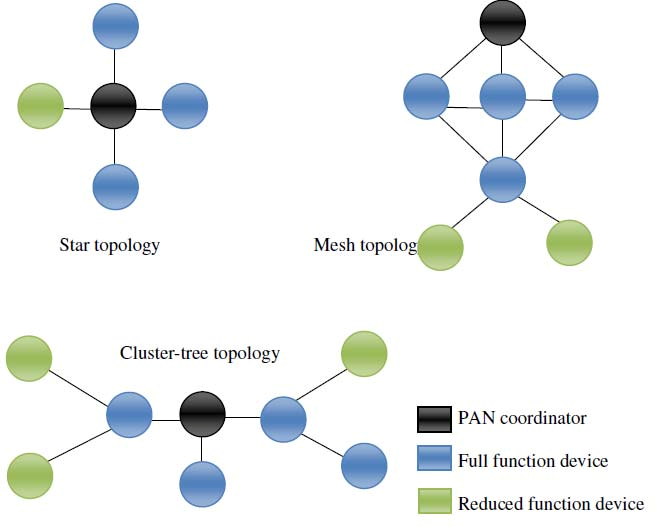 Star topology
Mesh topolog
Cluster-tree topology
PAN coordinator
Full function device
Reduced function device